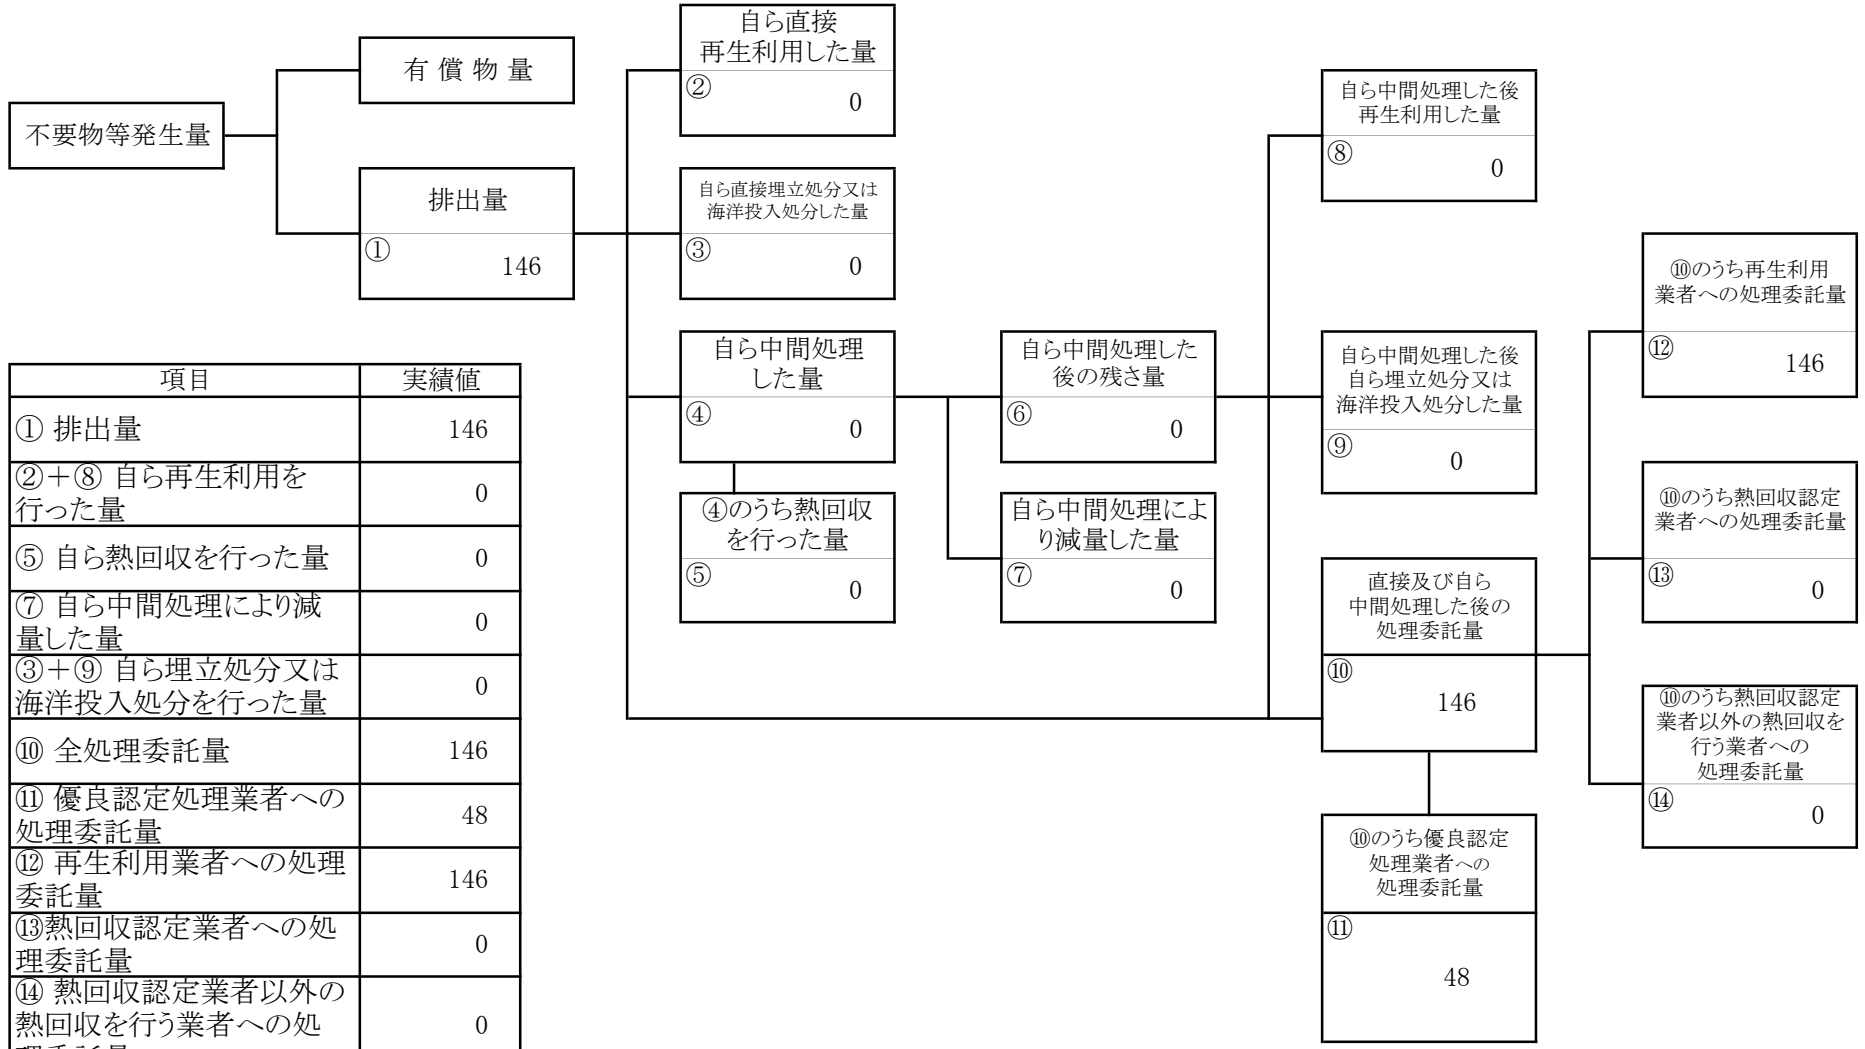 不要物等発生量
有 償 物 量
排出量
①
146
自ら直接
再生利用した量
②
0
自ら直接埋立処分又は
海洋投入処分した量
③
0
自ら中間処理
した量
④
0
④のうち熱回収
を行った量
⑤
0
自ら中間処理した
後の残さ量
⑥
0
自ら中間処理によ
り減量した量
⑦
0
自ら中間処理した後
再生利用した量
⑧
0
自ら中間処理した後
自ら埋立処分又は
海洋投入処分した量
⑨
0
直接及び自ら
中間処理した後の
処理委託量
⑩
146
⑩のうち優良認定
処理業者への
処理委託量
⑪
48
⑩のうち再生利用
業者への処理委託量
⑫
146
⑩のうち熱回収認定
業者への処理委託量
⑬
0
⑩のうち熱回収認定
業者以外の熱回収を
行う業者への
処理委託量
⑭
0
項目 実績値
① 排出量 146
②＋⑧ 自ら再生利用を
行った量 0
⑤ 自ら熱回収を行った量 0
⑦ 自ら中間処理により減
量した量 0
③＋⑨ 自ら埋立処分又は
海洋投入処分を行った量 0
⑩ 全処理委託量 146
⑪ 優良認定処理業者への
処理委託量 48
⑫ 再生利用業者への処理
委託量 146
⑬熱回収認定業者への処
理委託量 0
⑭ 熱回収認定業者以外の
熱回収を行う業者への処 0